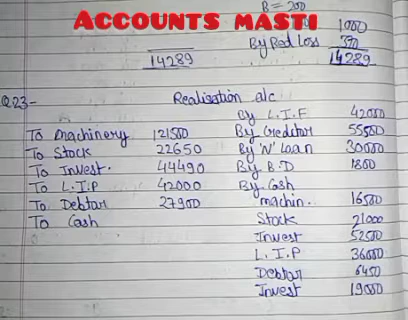 B = 200
ACCOUNTS MASTI
1000
By Real Loss 390
14289 14289
Q.23- Realisation a/c
By L.I.F 42000
To Machinery 121500 By Creditor 55500
To Stock 22650 By 'N' Loan 30000
To Invest. 44490 By B.D 1800
To L.I.P 42000 By Cash
To Debtor 27900 machin. 16500
To Cash Stock 21000
Invest 52500
L.I.P 36000
Debtor 6450
Invest 19000